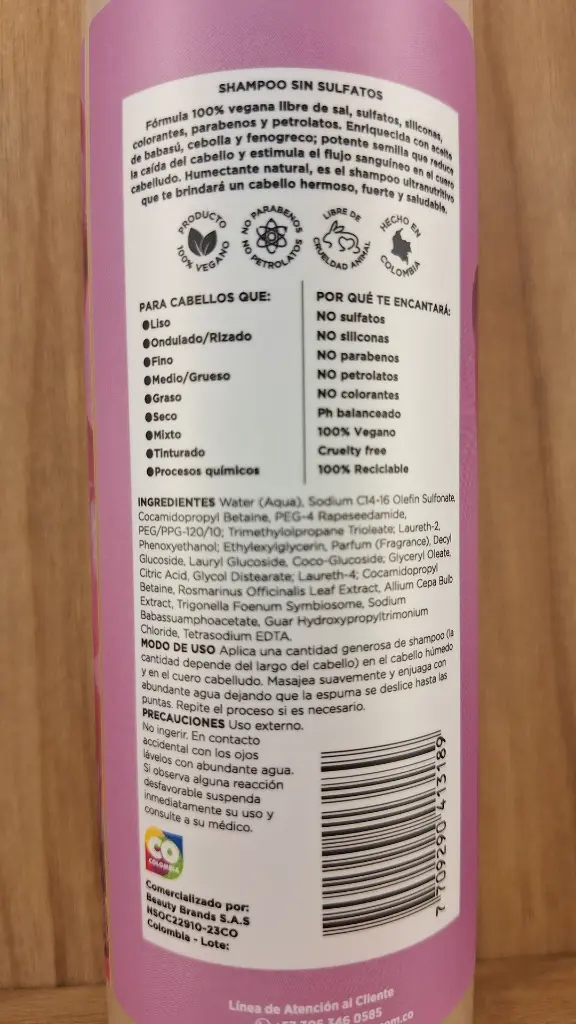 SHAMPOO SIN SULFATOS
Fórmula 100% vegana libre de sal, sulfatos, siliconas,
colorantes, parabenos y petrolatos. Enriquecida con aceite
de babasú, cebolla y fenogreco; potente semilla que reduce
la caída del cabello y estimula el flujo sanguíneo en el cuero
cabelludo. Humectante natural, es el shampoo ultranutritivo
que te brindará un cabello hermoso, fuerte y saludable.
PRODUCTO 100% VEGANO
NO PARABENOS NO PETROLATOS
LIBRE DE CRUELDAD ANIMAL
HECHO EN COLOMBIA
PARA CABELLOS QUE:
●Liso
●Ondulado/Rizado
●Fino
●Medio/Grueso
●Graso
●Seco
●Mixto
●Tinturado
●Procesos químicos
POR QUÉ TE ENCANTARÁ:
NO sulfatos
NO siliconas
NO parabenos
NO petrolatos
NO colorantes
Ph balanceado
100% Vegano
Cruelty free
100% Reciclable
INGREDIENTES Water (Aqua), Sodium C14-16 Olefin Sulfonate,
Cocamidopropyl Betaine, PEG-4 Rapeseedamide,
PEG/PPG-120/10; Trimethylolpropane Trioleate; Laureth-2,
Phenoxyethanol; Ethylexylglycerin, Parfum (Fragrance), Decyl
Glucoside, Lauryl Glucoside, Coco-Glucoside; Glyceryl Oleate,
Citric Acid, Glycol Distearate; Laureth-4; Cocamidopropyl
Betaine, Rosmarinus Officinalis Leaf Extract, Allium Cepa Bulb
Extract, Trigonella Foenum Symbiosome, Sodium
Babassuamphoacetate, Guar Hydroxypropyltrimonium
Chloride, Tetrasodium EDTA.
MODO DE USO Aplica una cantidad generosa de shampoo (la
cantidad depende del largo del cabello) en el cabello húmedo
y en el cuero cabelludo. Masajea suavemente y enjuaga con
abundante agua dejando que la espuma se deslice hasta las
puntas. Repite el proceso si es necesario.
PRECAUCIONES Uso externo.
No ingerir. En contacto
accidental con los ojos
lávelos con abundante agua.
Si observa alguna reacción
desfavorable suspenda
inmediatamente su uso y
consulte a su médico.
7 709290 413189
CO
COLOMBIA
Comercializado por:
Beauty Brands S.A.S
NSOC22910-23CO
Colombia - Lote:
Línea de Atención al Cliente
346 0585
om.co